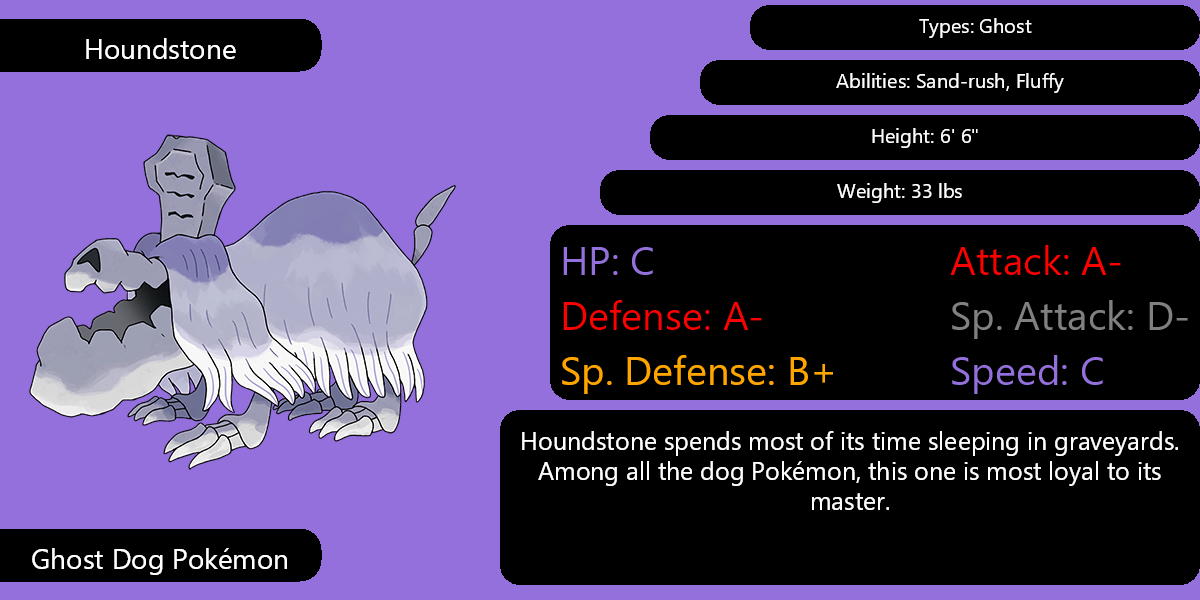 Houndstone
Types: Ghost
Abilities: Sand-rush, Fluffy
Height: 6' 6"
Weight: 33 lbs
HP: C
Attack: A-
Defense: A-
Sp. Attack: D-
Sp. Defense: B+
Speed: C
Houndstone spends most of its time sleeping in graveyards.
Among all the dog Pokémon, this one is most loyal to its
master.
Ghost Dog Pokémon